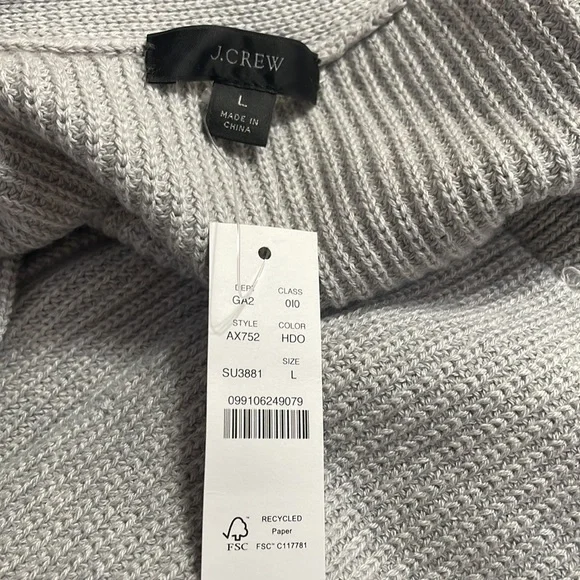 J.CREW
L
MADE IN
CHINA
DEPT CLASS
GA2 010
STYLE COLOR
AX752 HDO
SIZE
SU3881 L
099106249079
FSC
RECYCLED
Paper
FSC™ C117781